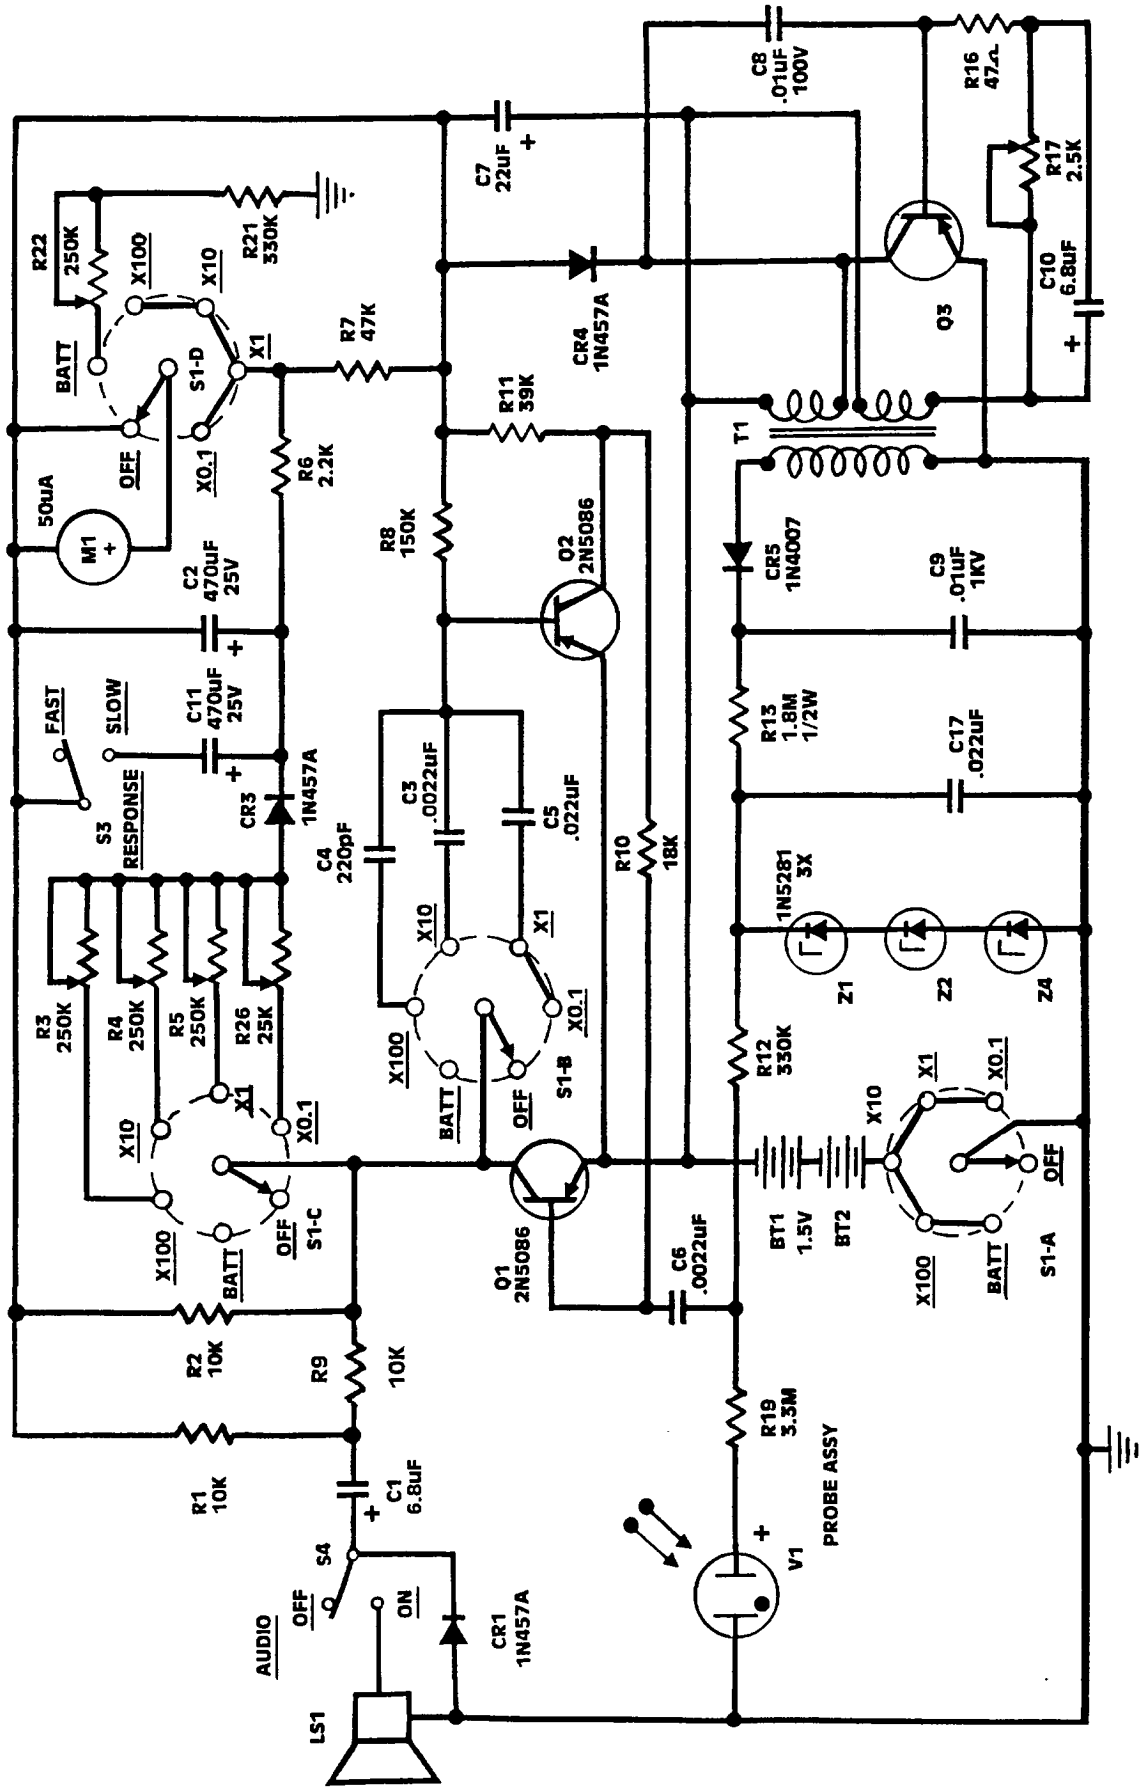 R3
250K
R4
250K
R5
250K
R26
25K
X100
X10
X1
X0.1
BATT
OFF
S1-C
R2
10K
R1
10K
R9
10K
FAST
SLOW
S3
RESPONSE
C11
470uF
25V
+
C2
470uF
25V
+
50uA
M1
+
OFF
BATT
R22
250K
X100
X10
X1
X0.1
S1-D
R21
330K
CR3
1N457A
R6
2.2K
R7
47K
AUDIO
OFF
ON
S4
LS1
+
C1
6.8uF
CR1
1N457A
X100
X10
X1
X0.1
BATT
OFF
S1-B
C4
220pF
C3
.0022uF
C5
.022uF
R8
150K
R11
39K
C7
22uF
+
Q1
2N5086
Q2
2N5086
R10
18K
CR4
1N457A
C6
.0022uF
R19
3.3M
V1
+
PROBE ASSY
BT1
1.5V
BT2
R12
330K
1N5281
3X
Z1
Z2
Z4
R13
1.8M
1/2W
CR5
1N4007
T1
C8
.01uF
100V
X100
X10
X1
X0.1
BATT
OFF
S1-A
C17
.022uF
C9
.01uF
1KV
Q3
R16
47Ω
R17
2.5K
C10
6.8uF
+